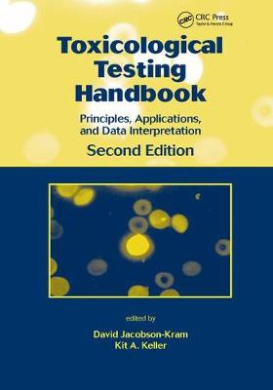 CRC Press
Taylor & Francis Group
Toxicological
Testing
Handbook
Principles, Applications,
and Data Interpretation
Second Edition
edited by
David Jacobson-Kram
Kit A. Keller